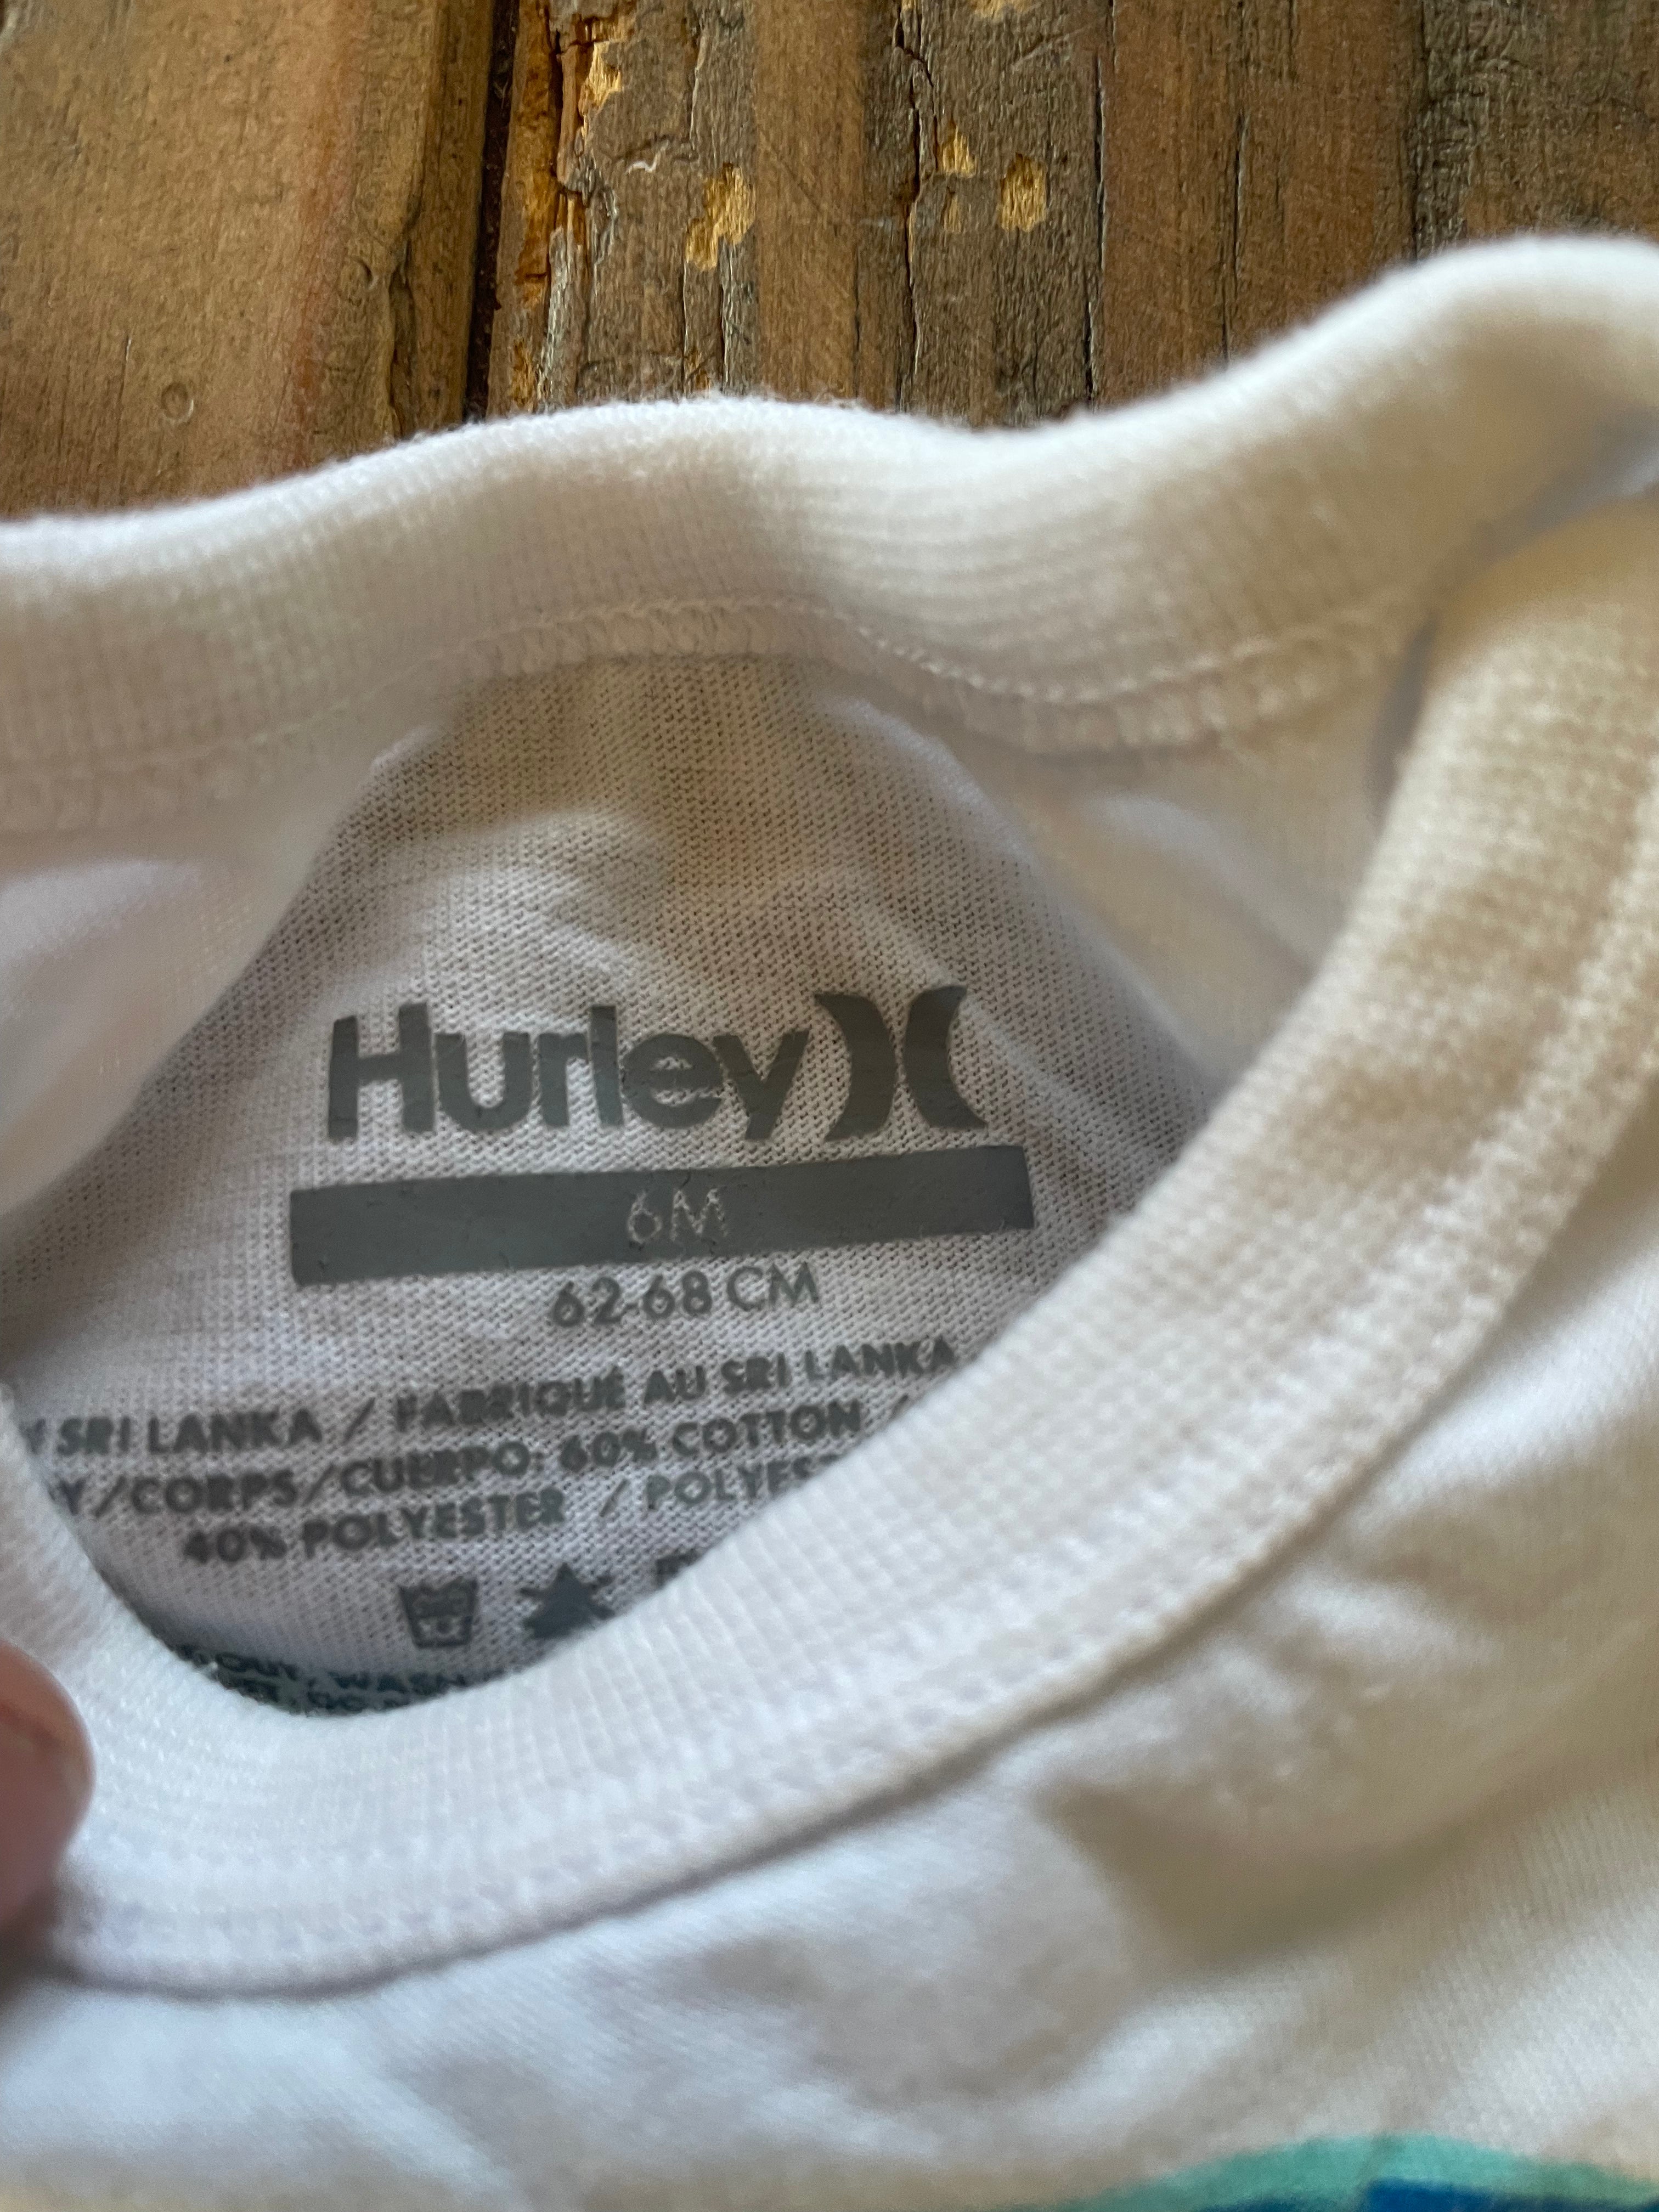 Hurley
6M
62-68 CM
SRI LANKA / FABRIQUÉ AU SRI LANKA
Y/CORPS/CUERPO: 60% COTTON /
40% POLYESTER / POLYES